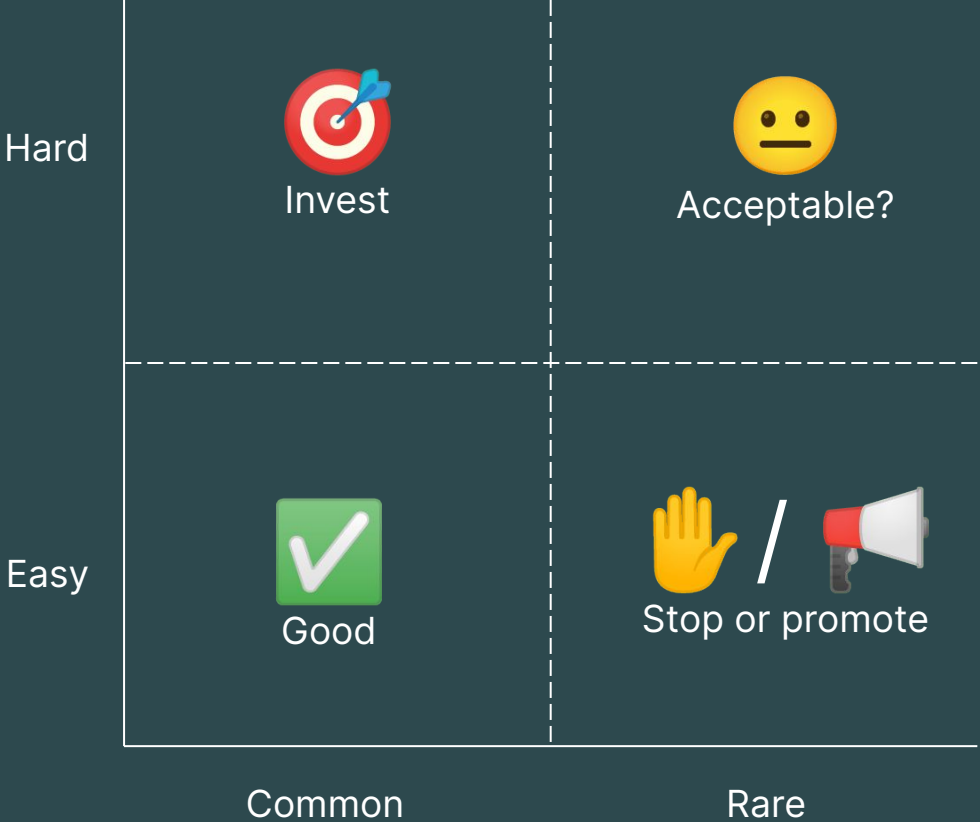 Hard
Invest
Acceptable?
Easy
Good
/
Stop or promote
Common
Rare